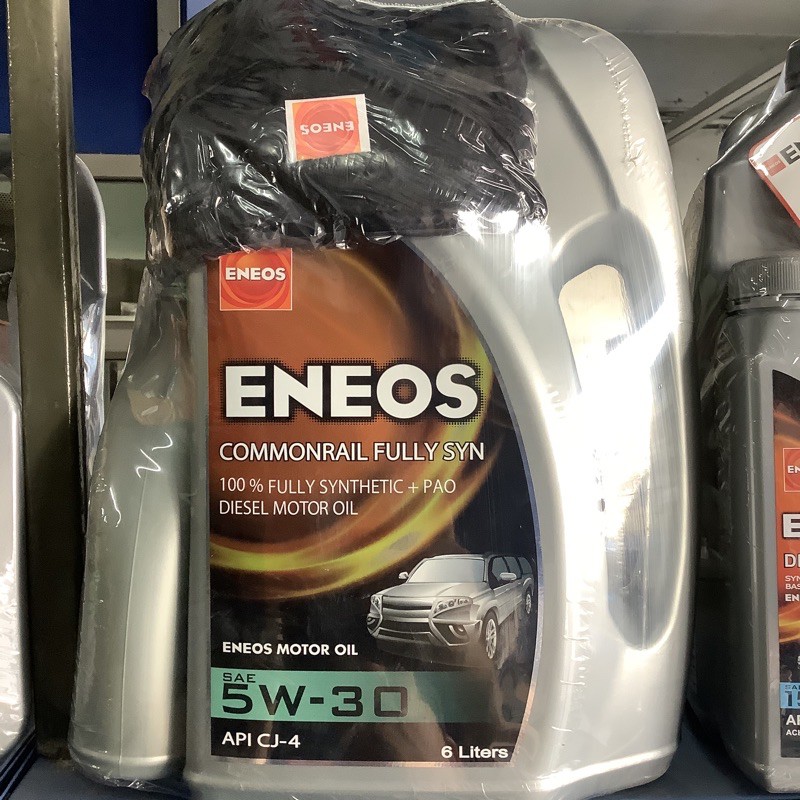 ENEOS
ENEOS
ENEOS
COMMONRAIL FULLY SYN
100 % FULLY SYNTHETIC + PAO
DIESEL MOTOR OIL
ENEOS MOTOR OIL
SAE
5W-30
API CJ-4
6 Liters